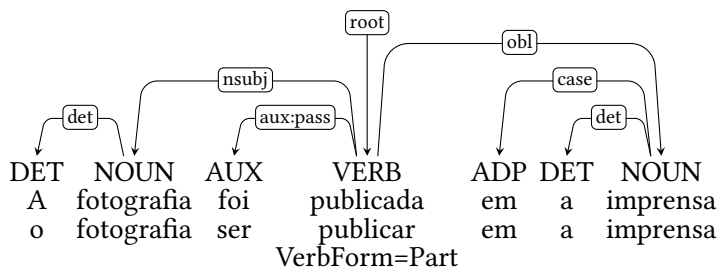 root
obl
nsubj case
det aux:pass det
DET NOUN AUX VERB ADP DET NOUN
A fotografia foi publicada em a imprensa
o fotografia ser publicar em a imprensa
VerbForm=Part